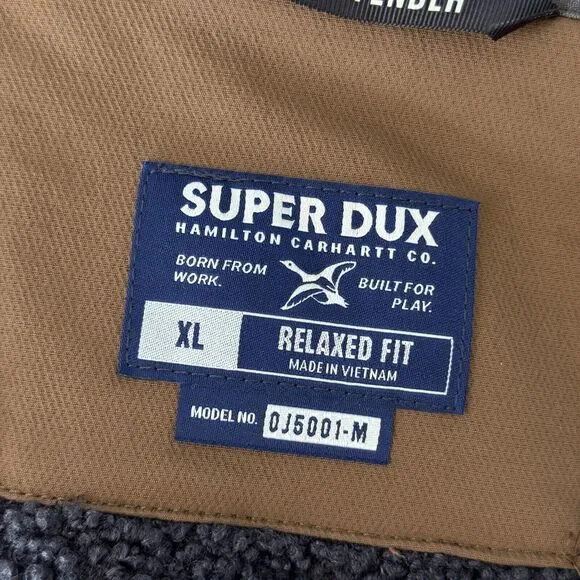 SUPER DUX
HAMILTON CARHARTT CO.
BORN FROM
WORK.
BUILT FOR
PLAY.
XL
RELAXED FIT
MADE IN VIETNAM
MODEL NO. OJ5001-M